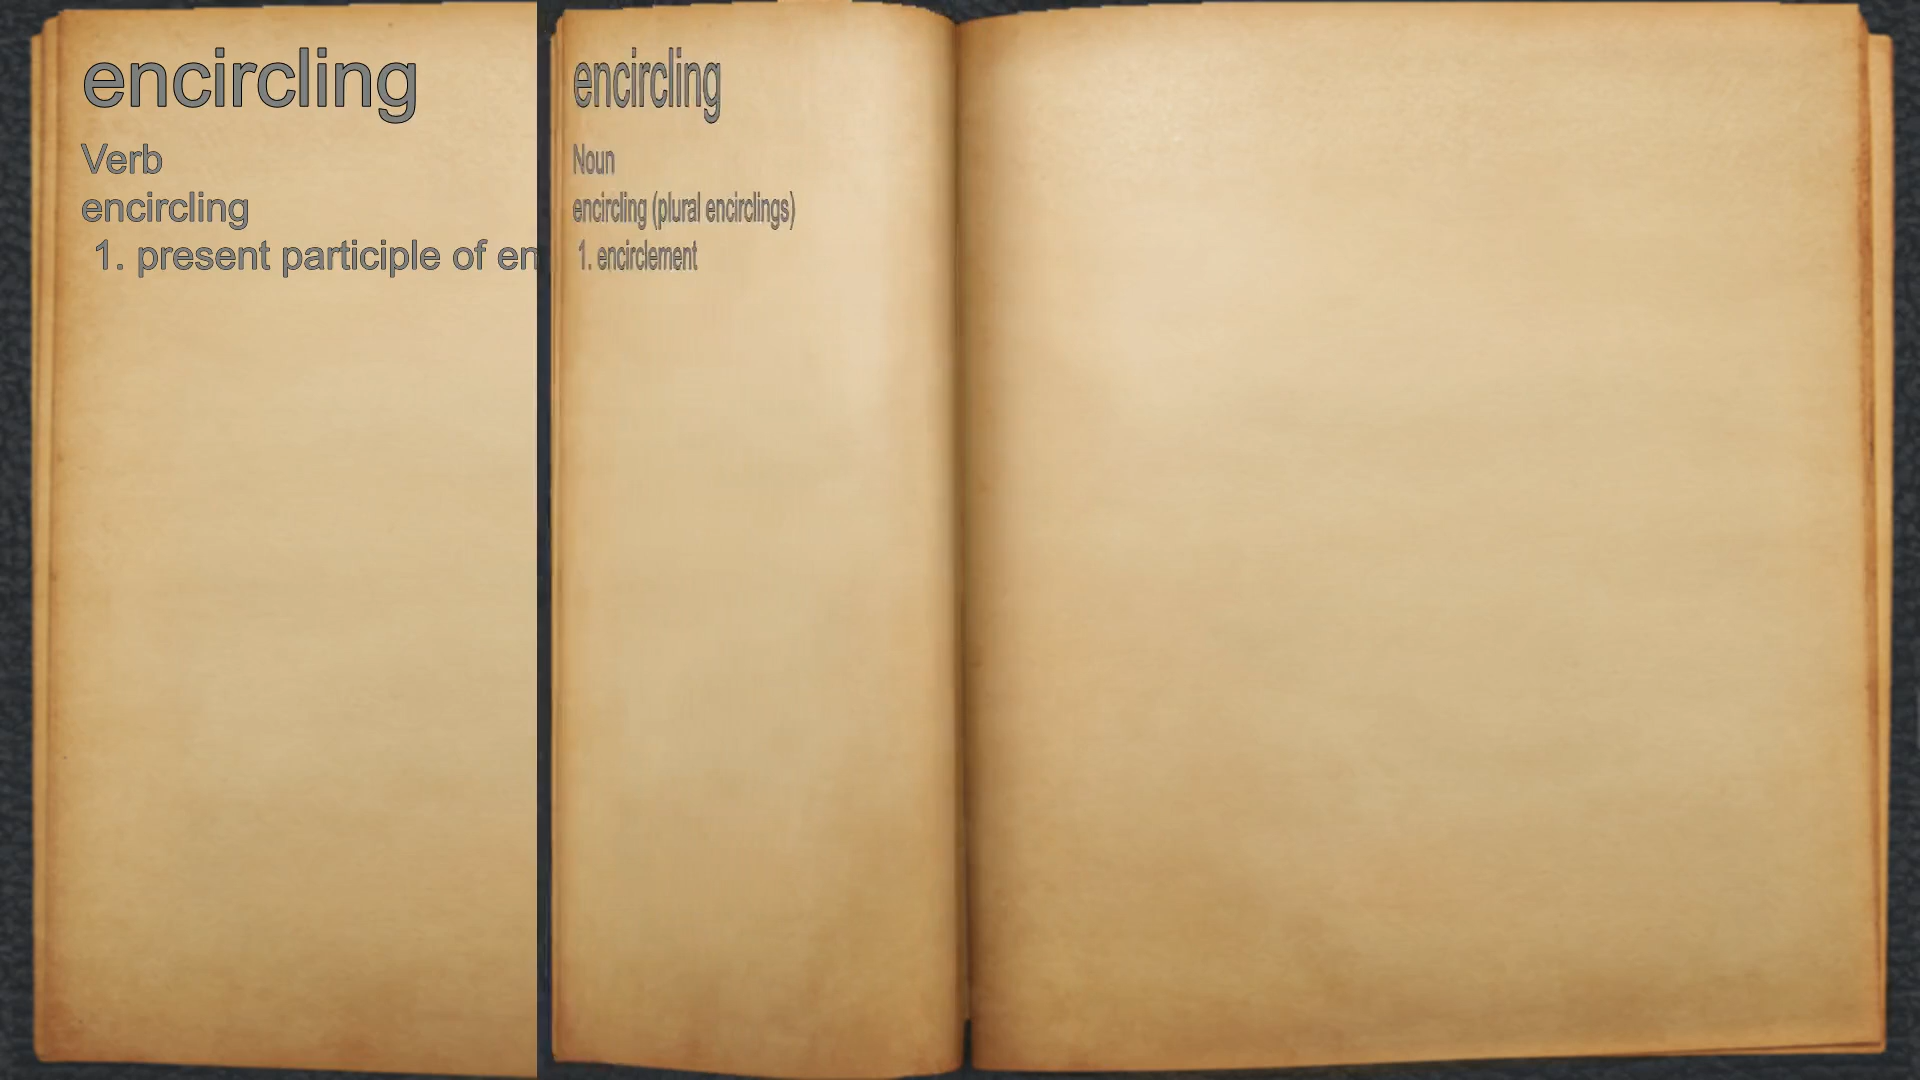 encircling
Verb
encircling
1. present participle of en
encircling
Noun
encircling (plural encirclings)
1. encirclement